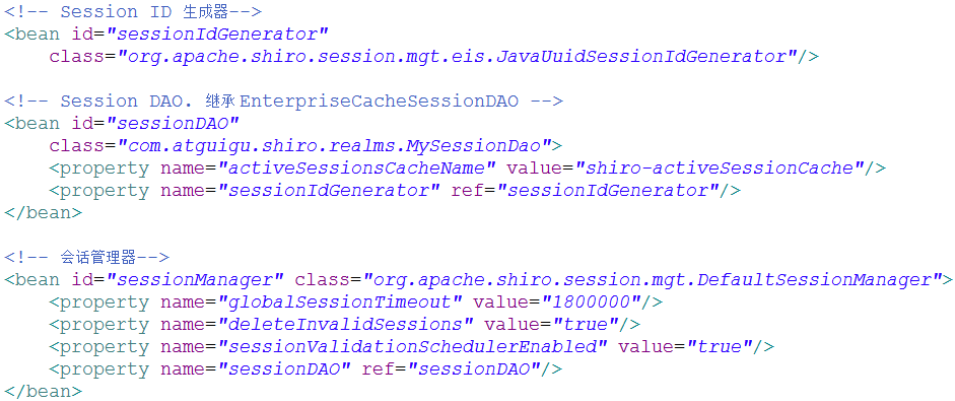 <!-- Session ID 生成器-->
<bean id="sessionIdGenerator"
class="org.apache.shiro.session.mgt.eis.JavaUuidSessionIdGenerator"/>
<!-- Session DAO. 继承 EnterpriseCacheSessionDAO -->
<bean id="sessionDAO"
class="com.atguigu.shiro.realms.MySessionDao">
<property name="activeSessionsCacheName" value="shiro-activeSessionCache"/>
<property name="sessionIdGenerator" ref="sessionIdGenerator"/>
</bean>
<!-- 会话管理器-->
<bean id="sessionManager" class="org.apache.shiro.session.mgt.DefaultSessionManager">
<property name="globalSessionTimeout" value="1800000"/>
<property name="deleteInvalidSessions" value="true"/>
<property name="sessionValidationSchedulerEnabled" value="true"/>
<property name="sessionDAO" ref="sessionDAO"/>
</bean>